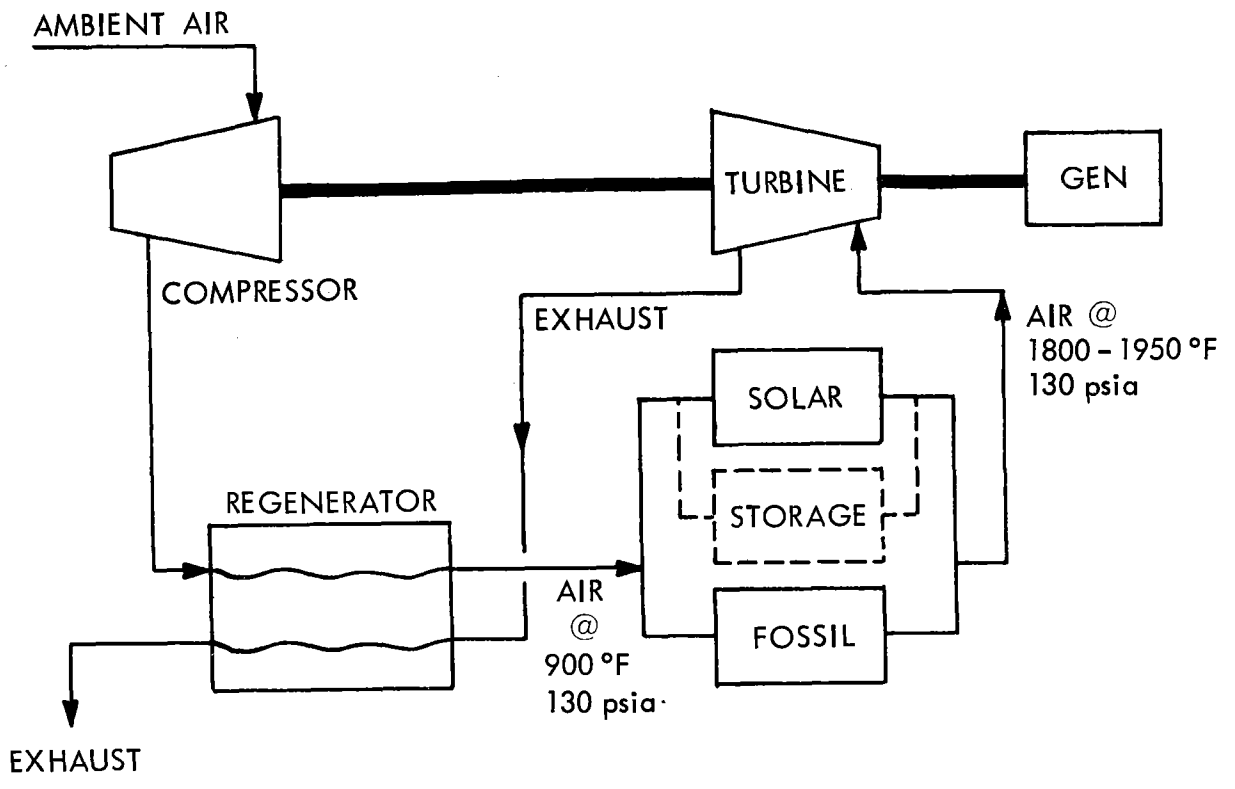 AMBIENT AIR
TURBINE
GEN
COMPRESSOR
EXHAUST
AIR @
1800 – 1950 °F
130 psia
SOLAR
STORAGE
REGENERATOR
AIR
@
900 °F
130 psia
FOSSIL
EXHAUST